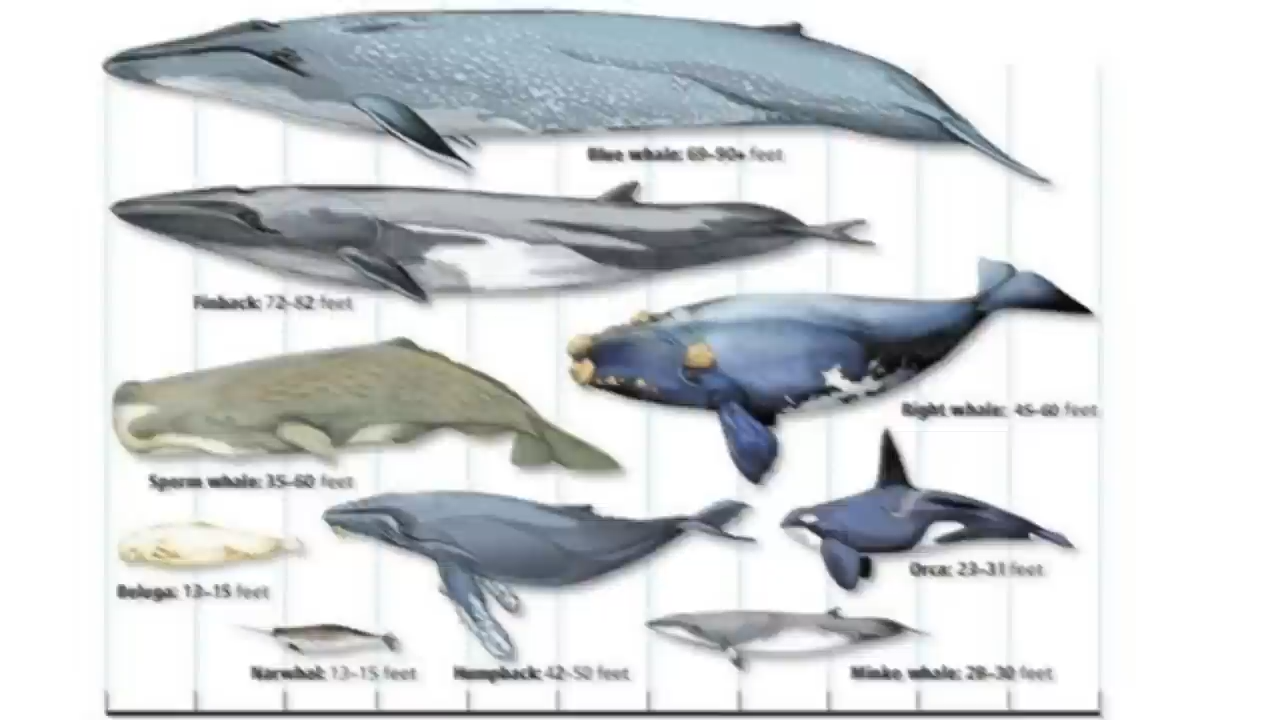 Blue whale: 69–90+ feet
Finback: 72–82 feet
Right whale: 45–60 feet
Sperm whale: 35–60 feet
Orca: 23–31 feet
Beluga: 13–15 feet
Narwhal: 13–15 feet
Humpback: 42–50 feet
Minke whale: 28–30 feet